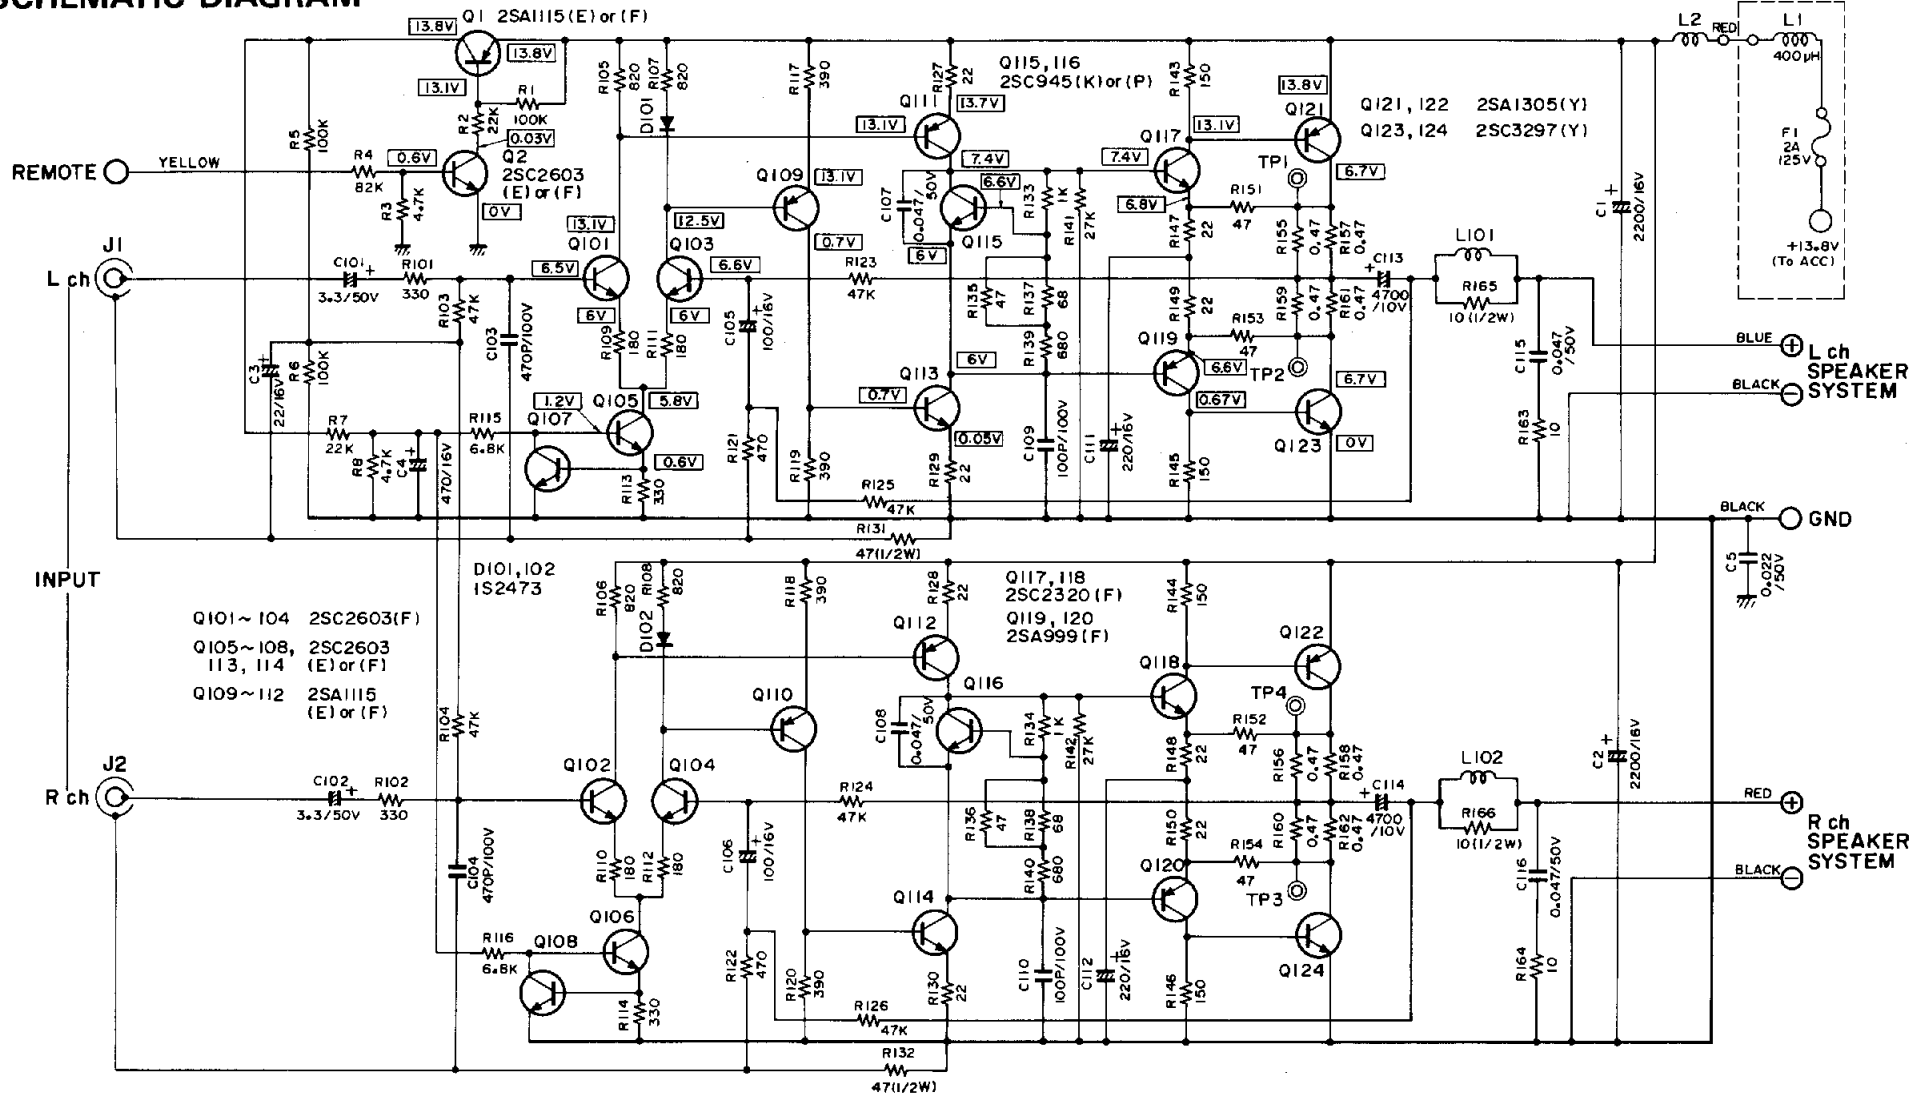 SCHEMATIC DIAGRAM
Q1 2SA1115(E) or (F)
13.8V
13.8V
13.1V
R1
100K
R2
22K
0.03V
R5
100K
REMOTE
YELLOW
R4
82K
0.6V
Q2
2SC2603
(E) or (F)
R3
4.7K
0V
R105
820
R107
820
D101
R117
390
R127
22
Q115,116
2SC945(K) or (P)
R143
150
13.8V
Q121
Q121, 122 2SA1305(Y)
Q123, 124 2SC3297(Y)
L2
RED
L1
400μH
F1
2A
125V
+13.8V
(To ACC)
Q111
13.7V
13.1V
Q117
13.1V
7.4V
7.4V
TP1
6.7V
C1
2200/16V
Q109
13.1V
C107
0.047/
50V
6.6V
R133
1K
R141
27K
6.8V
R151
47
R147
22
R155
0.47
R157
0.47
J1
L ch
C101
3.3/50V
R101
330
R103
47K
13.1V
Q101
12.5V
Q103
0.7V
Q115
6V
6.5V
6.6V
R123
47K
R135
47
R137
68
R149
22
R159
0.47
R161
0.47
C113
4700
/10V
L101
R165
10(1/2W)
C103
470P/100V
6V
6V
R109
180
R111
180
C105
100/16V
R139
680
R153
47
Q119
6.6V
TP2
C115
0.047
/50V
BLUE
L ch
SPEAKER
SYSTEM
BLACK
C3
22/16V
R6
100K
R7
22K
R8
4.7K
C4
470/16V
R115
6.8K
1.2V
Q105
5.8V
Q107
0.6V
R113
330
R121
470
R119
390
Q113
6V
0.7V
0.05V
R129
22
C109
100P/100V
C111
220/16V
0.67V
6.7V
Q123
0V
R145
150
R163
10
R125
47K
R131
47(1/2W)
BLACK
GND
C5
0.022
/50V
INPUT
D101,102
1S2473
Q101~104 2SC2603(F)
Q105~108, 2SC2603
113, 114 (E) or (F)
Q109~112 2SA1115
(E) or (F)
R106
820
R108
820
D102
R118
390
R128
22
Q117,118
2SC2320(F)
Q119, 120
2SA999(F)
R144
150
Q112
Q122
Q118
Q110
Q116
C108
0.047/
50V
R134
1K
R142
27K
TP4
R152
47
R148
22
R156
0.47
R158
0.47
C2
2200/16V
R104
47K
J2
R ch
C102
3.3/50V
R102
330
Q102
Q104
R124
47K
R136
47
R138
68
R150
22
R160
0.47
R162
0.47
C114
4700
/10V
L102
R166
10(1/2W)
RED
R ch
SPEAKER
SYSTEM
BLACK
C104
470P/100V
R110
180
R112
180
C106
100/16V
R140
680
R154
47
Q120
TP3
C116
0.047/50V
Q106
R116
6.8K
Q108
R114
330
R122
470
R120
390
Q114
R130
22
C110
100P/100V
C112
220/16V
Q124
R146
150
R164
10
R126
47K
R132
47(1/2W)